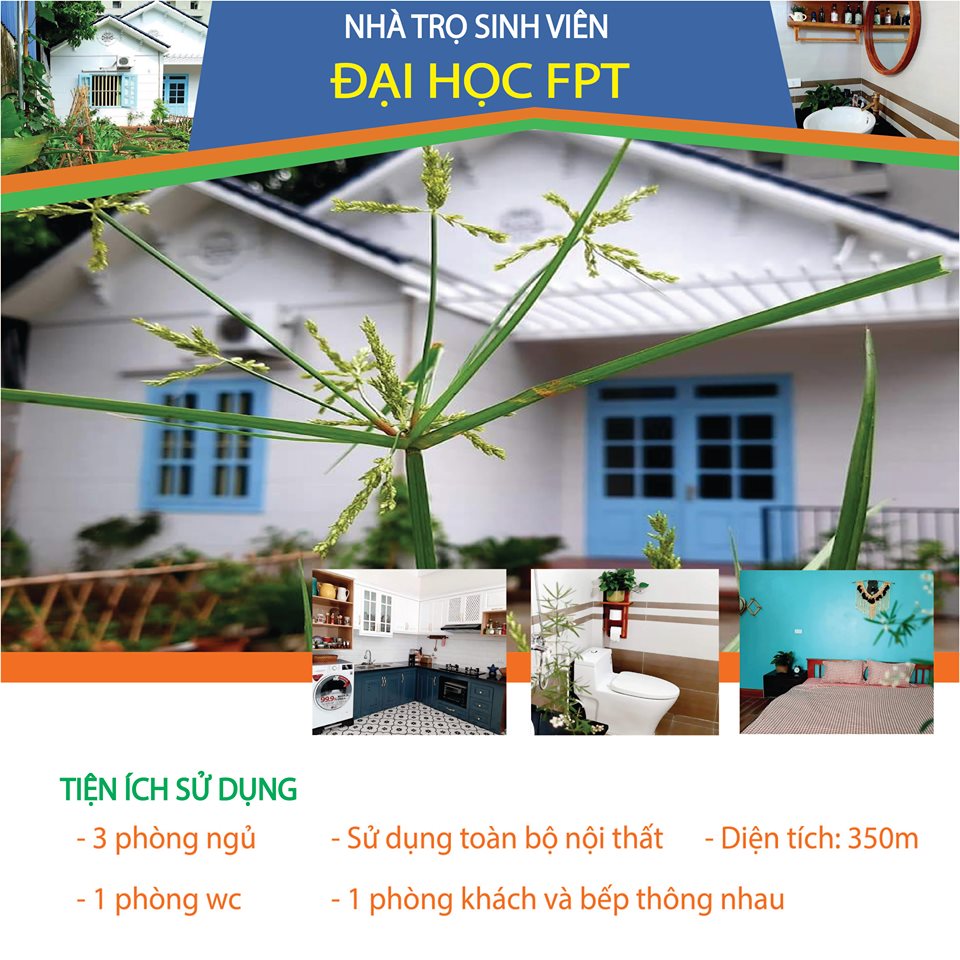 NHÀ TRỌ SINH VIÊN
ĐẠI HỌC FPT
TIỆN ÍCH SỬ DỤNG
- 3 phòng ngủ - Sử dụng toàn bộ nội thất - Diện tích: 350m
- 1 phòng wc - 1 phòng khách và bếp thông nhau